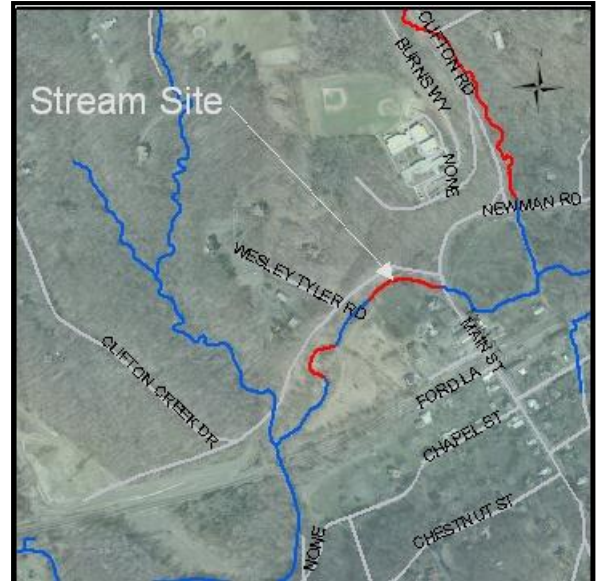 CLIFTON RD
BURNS WY
Stream Site
NONE
NEWMAN RD
WESLEY TYLER RD
MAIN ST
CLIFTON CREEK DR
FORD LA
CHAPEL ST
CHESTNUT ST
NONE